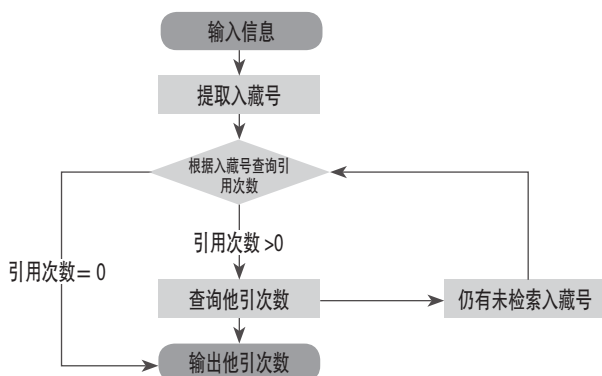 输入信息
提取入藏号
根据入藏号查询引
用次数
引用次数 >0
引用次数= 0
查询他引次数
仍有未检索入藏号
输出他引次数